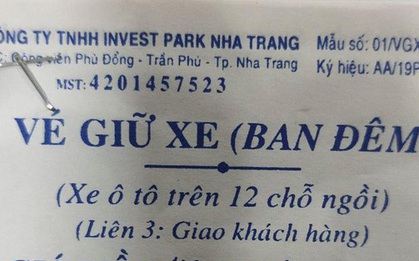 ÔNG TY TNHH INVEST PARK NHA TRANG Mẫu số: 01/VGX
viên Phù Đổng - Trần Phú - Tp. Nha Trang Ký hiệu: AA/19P
MST: 4201457523
VÉ GIỮ XE (BAN ĐÊM
(Xe ô tô trên 12 chỗ ngồi)
(Liên 3: Giao khách hàng)